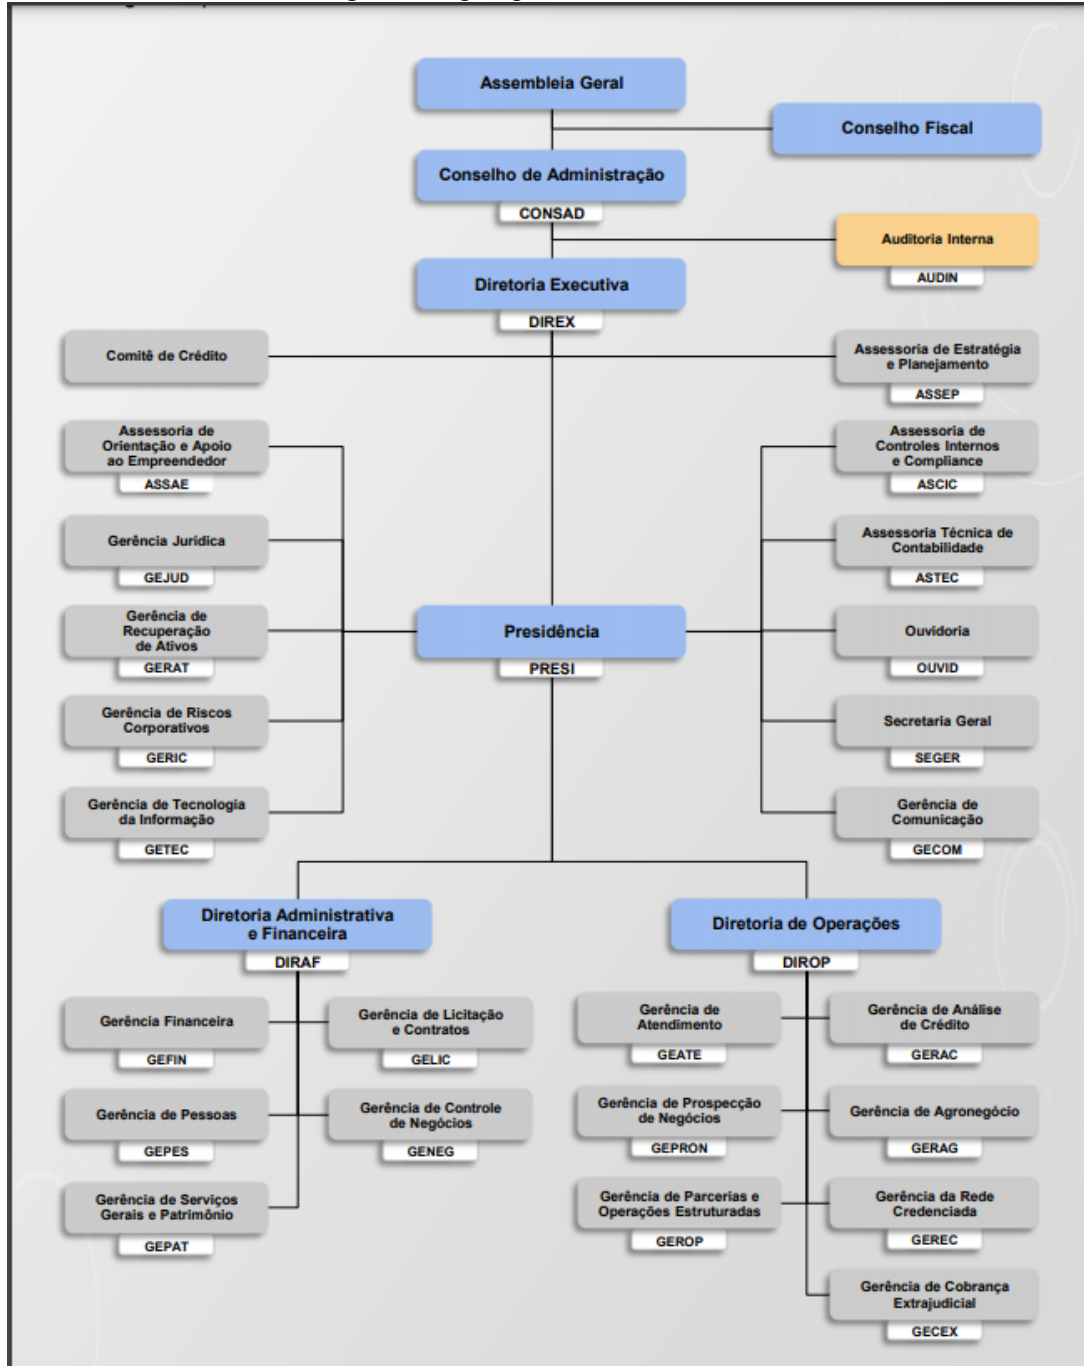 Assembleia Geral
Conselho Fiscal
Conselho de Administração
CONSAD
Auditoria Interna
AUDIN
Diretoria Executiva
DIREX
Comitê de Crédito
Assessoria de Estratégia
e Planejamento
ASSEP
Assessoria de
Orientação e Apoio
ao Empreendedor
ASSAE
Assessoria de
Controles Internos
e Compliance
ASCIC
Gerência Jurídica
GEJUD
Assessoria Técnica de
Contabilidade
ASTEC
Gerência de
Recuperação
de Ativos
GERAT
Presidência
PRESI
Ouvidoria
OUVID
Gerência de Riscos
Corporativos
GERIC
Secretaria Geral
SEGER
Gerência de Tecnologia
da Informação
GETEC
Gerência de
Comunicação
GECOM
Diretoria Administrativa
e Financeira
DIRAF
Diretoria de Operações
DIROP
Gerência Financeira
GEFIN
Gerência de Licitação
e Contratos
GELIC
Gerência de
Atendimento
GEATE
Gerência de Análise
de Crédito
GERAC
Gerência de Pessoas
GEPES
Gerência de Controle
de Negócios
GENEG
Gerência de Prospecção
de Negócios
GEPRON
Gerência de Agronegócio
GERAG
Gerência de Serviços
Gerais e Patrimônio
GEPAT
Gerência de Parcerias e
Operações Estruturadas
GEROP
Gerência da Rede
Credenciada
GEREC
Gerência de Cobrança
Extrajudicial
GECEX